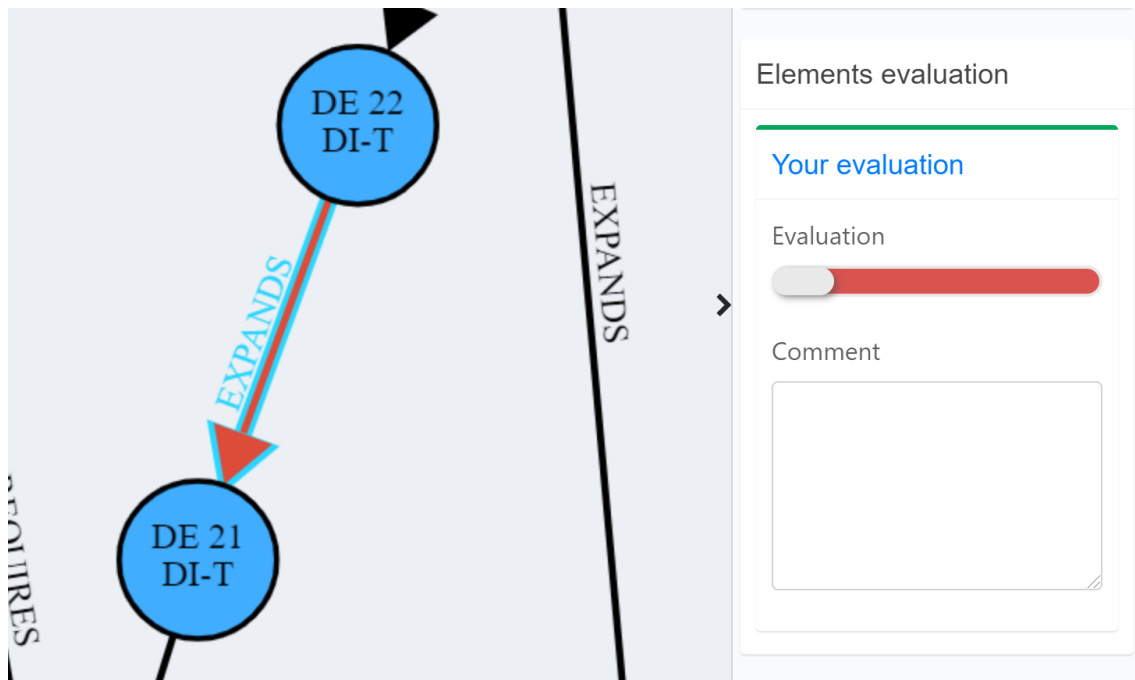 DE 22
DI-T
EXPANDS
EXPANDS
DE 21
DI-T
Elements evaluation
Your evaluation
Evaluation
Comment